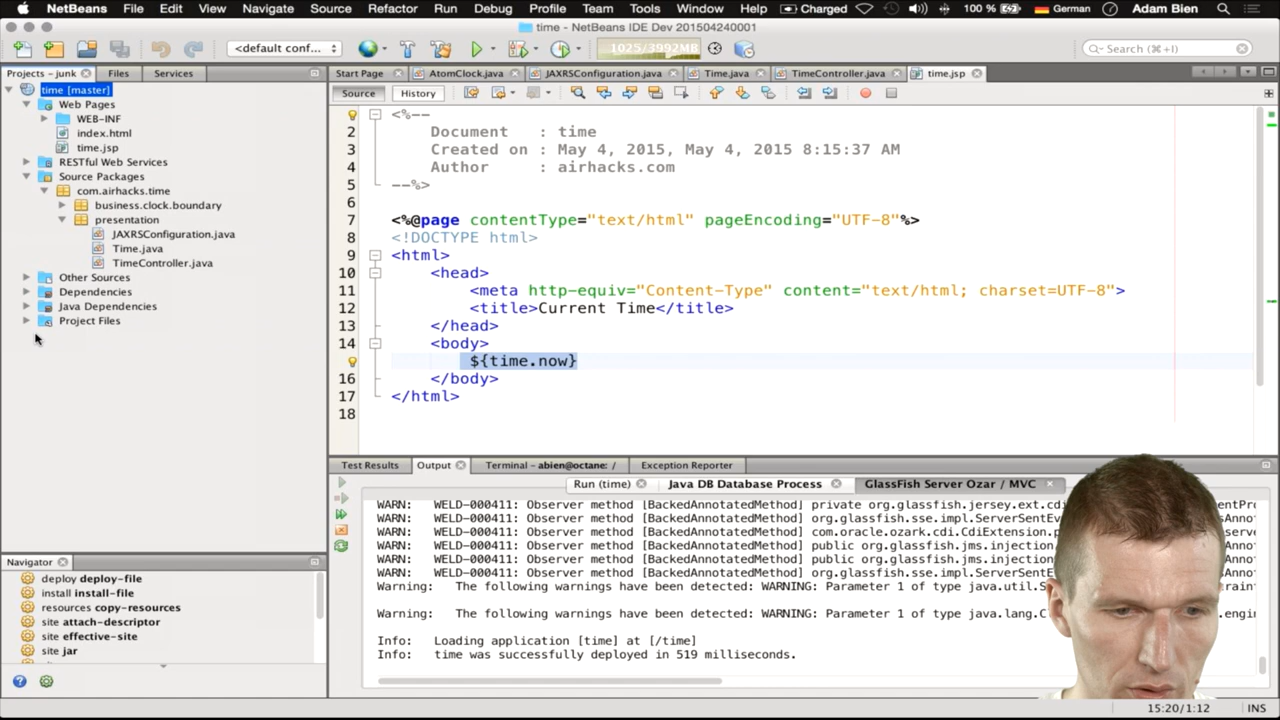 NetBeans File Edit View Navigate Source Refactor Run Debug Profile Team Tools Window Help Charged 100 % German Adam Bien
time - NetBeans IDE Dev 201504240001
<default conf... 1025/3992MB Search (⌘+I)
Projects - junk Files Services
Start Page AtomClock.java JAXRSConfiguration.java Time.java TimeController.java time.jsp
Source History
time [master]
Web Pages
WEB-INF
index.html
time.jsp
RESTful Web Services
Source Packages
com.airhacks.time
business.clock.boundary
presentation
JAXRSConfiguration.java
Time.java
TimeController.java
Other Sources
Dependencies
Java Dependencies
Project Files
<%--
2 Document : time
3 Created on : May 4, 2015, May 4, 2015 8:15:37 AM
4 Author : airhacks.com
5 --%>
6
7 <%@page contentType="text/html" pageEncoding="UTF-8"%>
8 <!DOCTYPE html>
9 <html>
10 <head>
11 <meta http-equiv="Content-Type" content="text/html; charset=UTF-8">
12 <title>Current Time</title>
13 </head>
14 <body>
${time.now}
16 </body>
17 </html>
18
Navigator
deploy deploy-file
install install-file
resources copy-resources
site attach-descriptor
site effective-site
site jar
Test Results Output Terminal - abien@octane: / Exception Reporter
Run (time) Java DB Database Process GlassFish Server Ozar / MVC
WARN: WELD-000411: Observer method [BackedAnnotatedMethod] private org.glassfish.jersey.ext.cd
WARN: WELD-000411: Observer method [BackedAnnotatedMethod] org.glassfish.sse.impl.ServerSentEv
WARN: WELD-000411: Observer method [BackedAnnotatedMethod] com.oracle.ozark.cdi.CdiExtension.p
WARN: WELD-000411: Observer method [BackedAnnotatedMethod] public org.glassfish.jms.injection
WARN: WELD-000411: Observer method [BackedAnnotatedMethod] public org.glassfish.jms.injection
WARN: WELD-000411: Observer method [BackedAnnotatedMethod] org.glassfish.sse.impl.ServerSentE
Warning: The following warnings have been detected: WARNING: Parameter 1 of type java.util.S
Warning: The following warnings have been detected: WARNING: Parameter 1 of type java.lang.C
Info: Loading application [time] at [/time]
Info: time was successfully deployed in 519 milliseconds.
15:20/1:12 INS